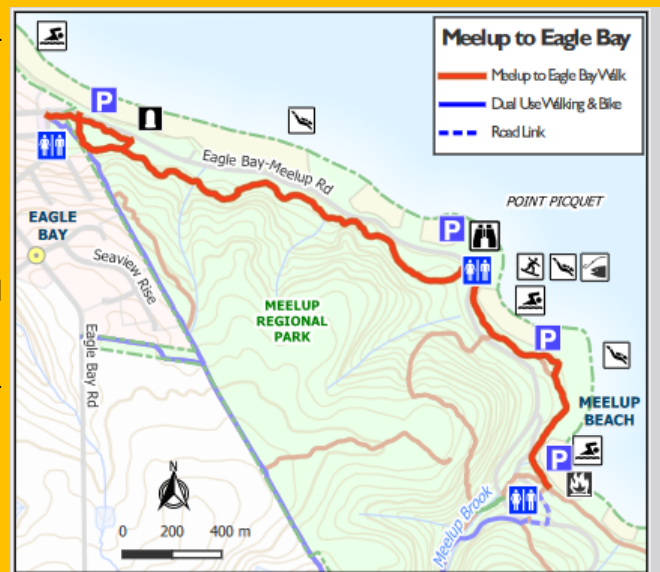 Meelup to Eagle Bay
Meelup to Eagle Bay Walk
Dual Use Walking & Bike
Road Link
P
Eagle Bay-Meelup Rd
POINT PICQUET
P
EAGLE
BAY
Seaview Rise
MEELUP
REGIONAL
PARK
P
Eagle Bay Rd
MEELUP
BEACH
P
N
Meelup Brook
0 200 400 m